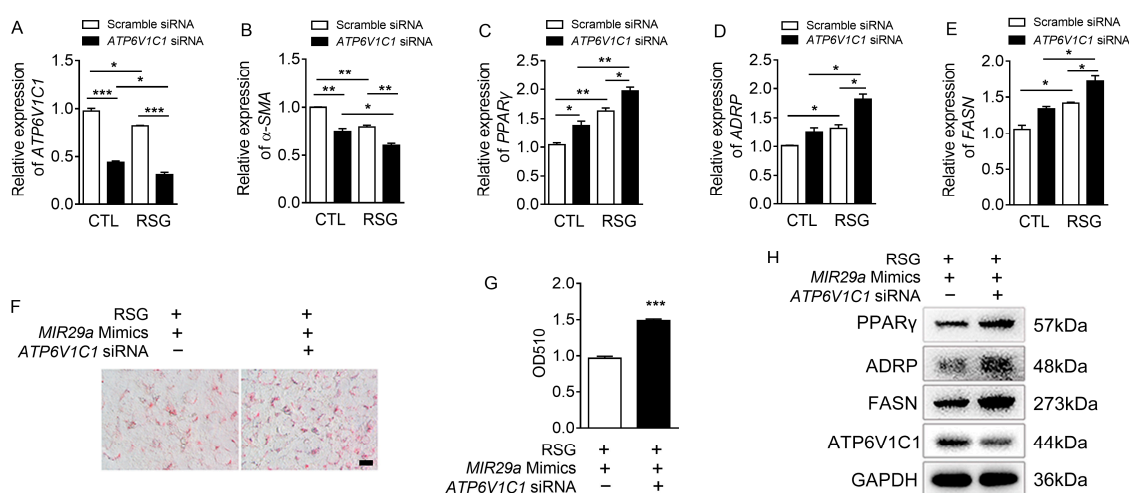 A
Scramble siRNA
ATP6V1C1 siRNA
Relative expression
of ATP6V1C1
1.5
1.0
0.5
0.0
*
*
***
***
CTL RSG
B
Scramble siRNA
ATP6V1C1 siRNA
Relative expression
of α-SMA
1.5
1.0
0.5
0.0
**
** **
*
CTL RSG
C
Scramble siRNA
ATP6V1C1 siRNA
Relative expression
of PPARγ
2.5
2.0
1.5
1.0
0.5
0.0
**
*
**
*
CTL RSG
D
Scramble siRNA
ATP6V1C1 siRNA
Relative expression
of ADRP
2.5
2.0
1.5
1.0
0.5
*
*
*
CTL RSG
E
Scramble siRNA
ATP6V1C1 siRNA
Relative expression
of FASN
2.0
1.5
1.0
0.5
0.0
*
*
*
CTL RSG
F
RSG + +
MIR29a Mimics + +
ATP6V1C1 siRNA − +
G
OD510
2.0
1.5
1.0
0.5
0.0
***
RSG + +
MIR29a Mimics + +
ATP6V1C1 siRNA − +
H
RSG + +
MIR29a Mimics + +
ATP6V1C1 siRNA − +
PPARγ 57kDa
ADRP 48kDa
FASN 273kDa
ATP6V1C1 44kDa
GAPDH 36kDa